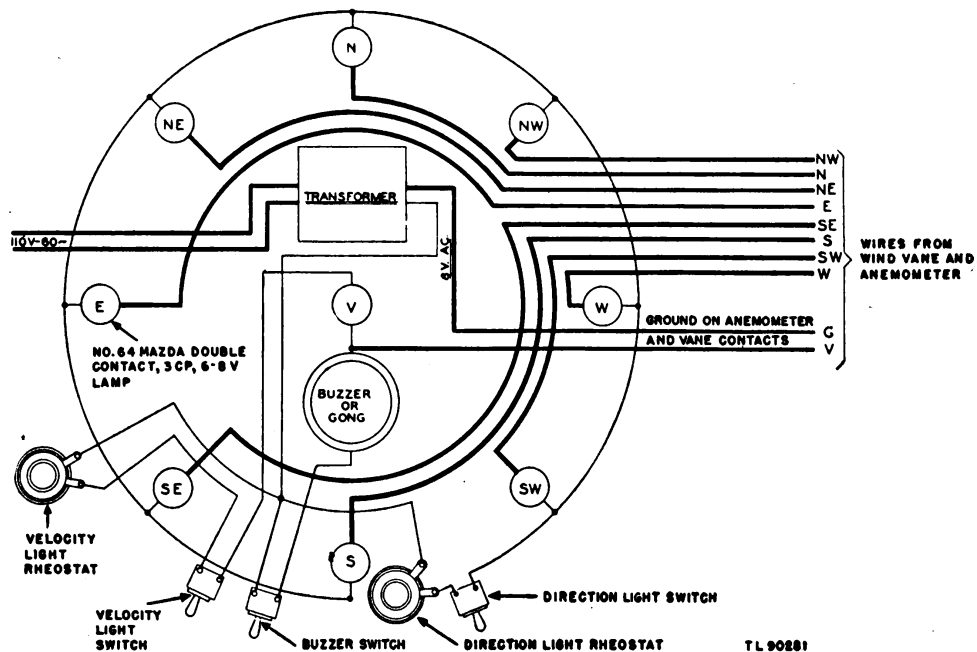 N
NE
NW
NW
N
NE
E
SE
S
SW
W
TRANSFORMER
110V-60~
6V. AC
WIRES FROM
WIND VANE AND
ANEMOMETER
E
V
W
GROUND ON ANEMOMETER
AND VANE CONTACTS
G
V
NO. 64 MAZDA DOUBLE
CONTACT, 3 CP, 6-8 V
LAMP
BUZZER
OR
GONG
SE
SW
S
VELOCITY
LIGHT
RHEOSTAT
VELOCITY
LIGHT
SWITCH
BUZZER SWITCH
DIRECTION LIGHT RHEOSTAT
DIRECTION LIGHT SWITCH
TL 90281